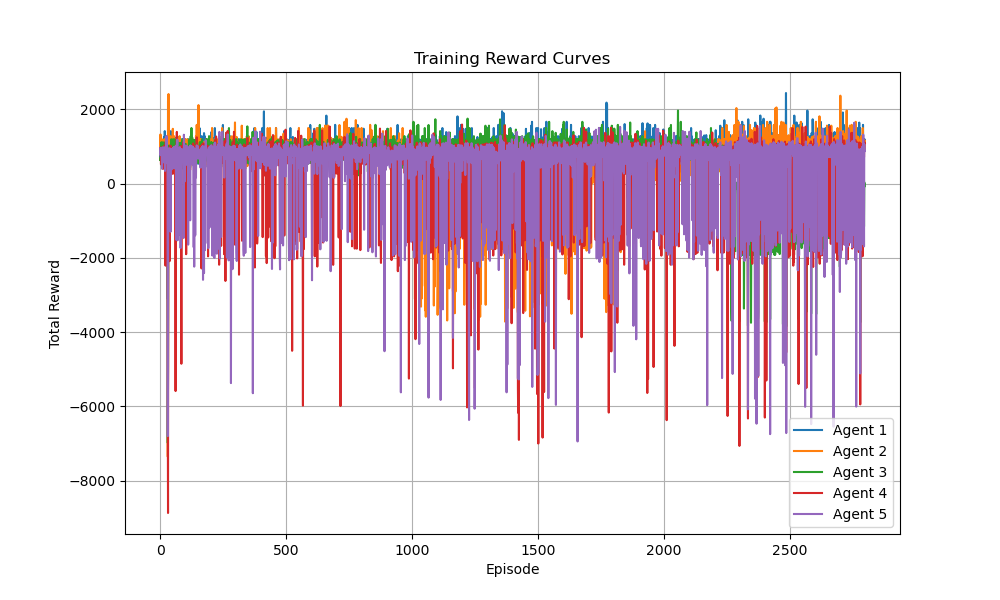 Training Reward Curves
Total Reward
2000
0
−2000
−4000
−6000
−8000
0 500 1000 1500 2000 2500
Episode
Agent 1
Agent 2
Agent 3
Agent 4
Agent 5